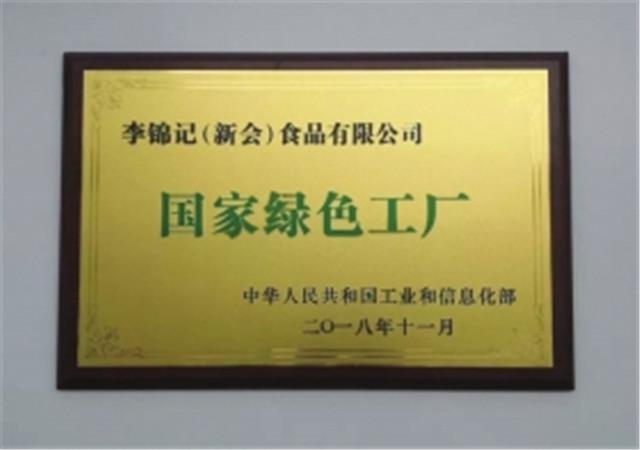 李锦记(新会)食品有限公司
国家绿色工厂
中华人民共和国工业和信息化部
二〇一八年十一月